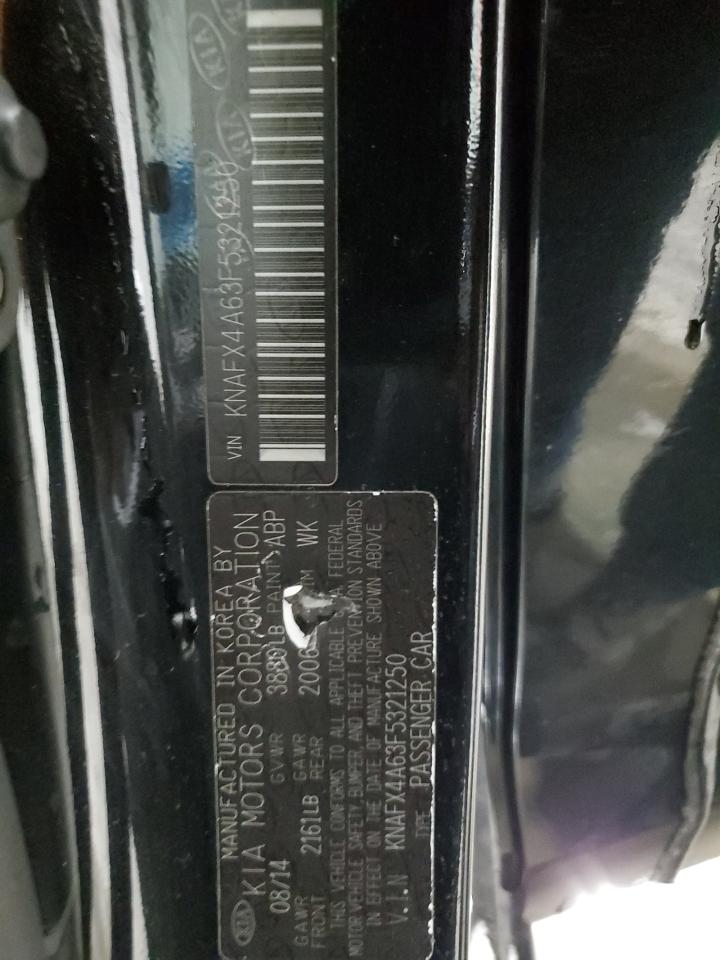 VIN KNAFX4A63F5321250
KIA MANUFACTURED IN KOREA BY
KIA MOTORS CORPORATION
08/14 GVWR 3880LB PAINT ABP
GAWR FRONT 2161LB GAWR REAR WK
THIS VEHICLE CONFORMS TO ALL APPLICABLE FEDERAL
MOTOR VEHICLE SAFETY, BUMPER, AND THEFT PREVENTION STANDARDS
IN EFFECT ON THE DATE OF MANUFACTURE SHOWN ABOVE
V.I.N KNAFX4A63F5321250
TYPE PASSENGER CAR